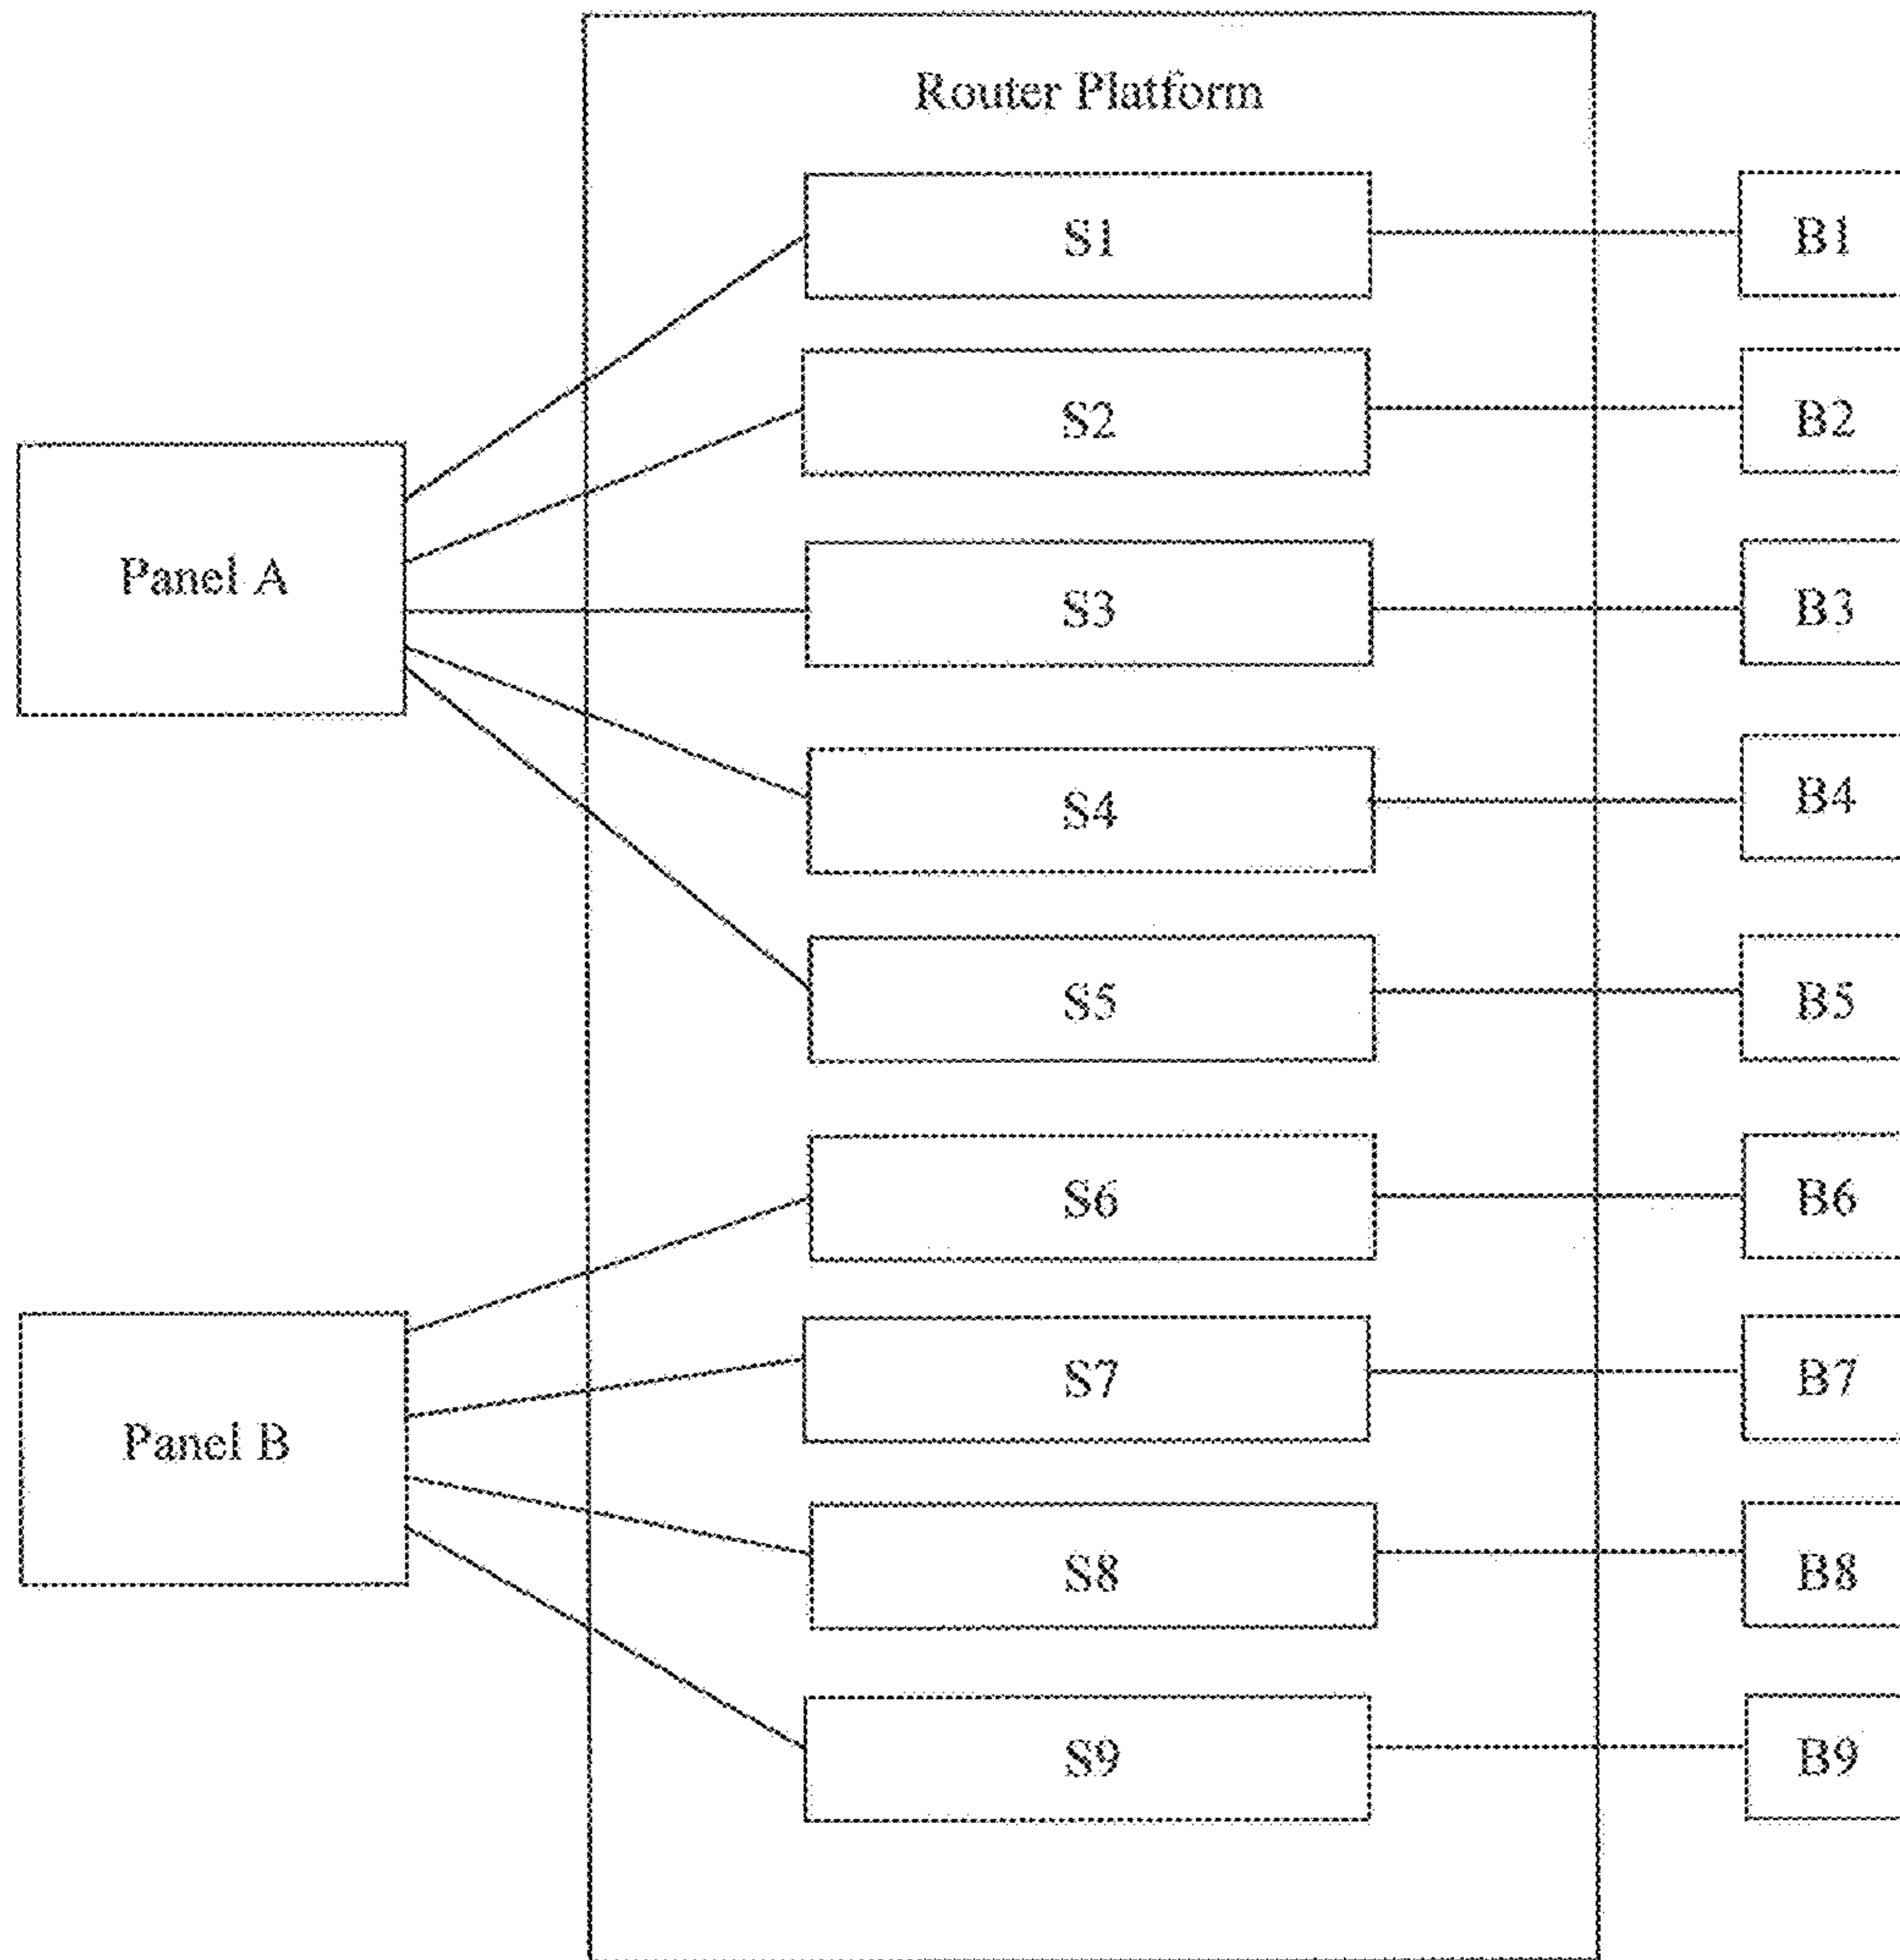 Router Platform
S1
B1
S2
B2
Panel A
S3
B3
S4
B4
S5
B5
S6
B6
S7
B7
Panel B
S8
B8
S9
B9